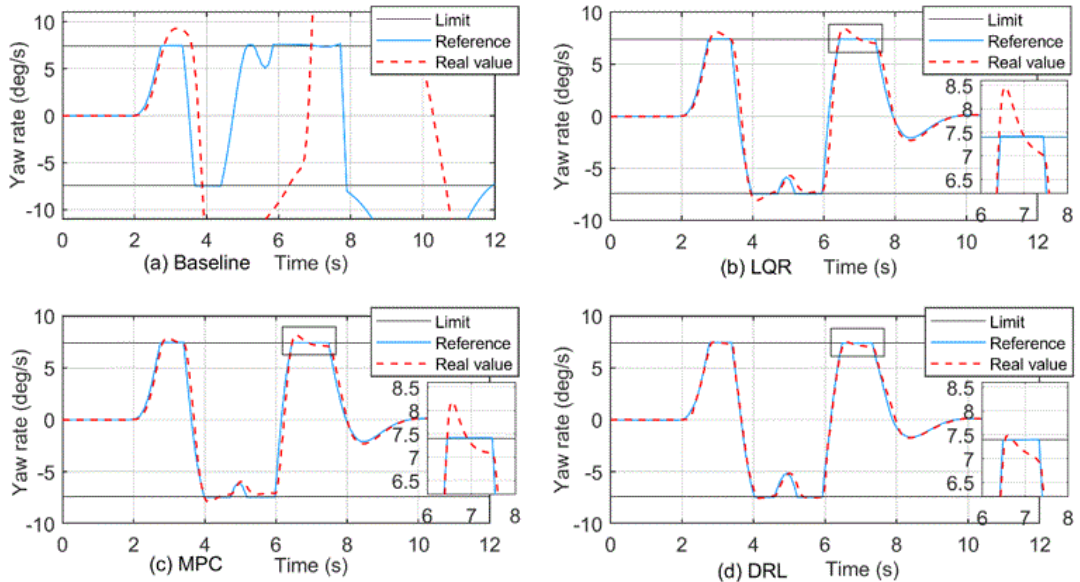 Yaw rate (deg/s)
10
5
0
-5
-10
0 2 4 6 8 10 12
(a) Baseline Time (s)
Limit
Reference
Real value
Yaw rate (deg/s)
10
5
0
-5
-10
0 2 4 6 8 10 12
(b) LQR Time (s)
Limit
Reference
Real value
8.5
8
7.5
7
6.5
6 7 8
Yaw rate (deg/s)
10
5
0
-5
-10
0 2 4 6 8 10 12
(c) MPC Time (s)
Limit
Reference
Real value
8.5
8
7.5
7
6.5
6 7 8
Yaw rate (deg/s)
10
5
0
-5
-10
0 2 4 6 8 10 12
(d) DRL Time (s)
Limit
Reference
Real value
8.5
8
7.5
7
6.5
6 7 8